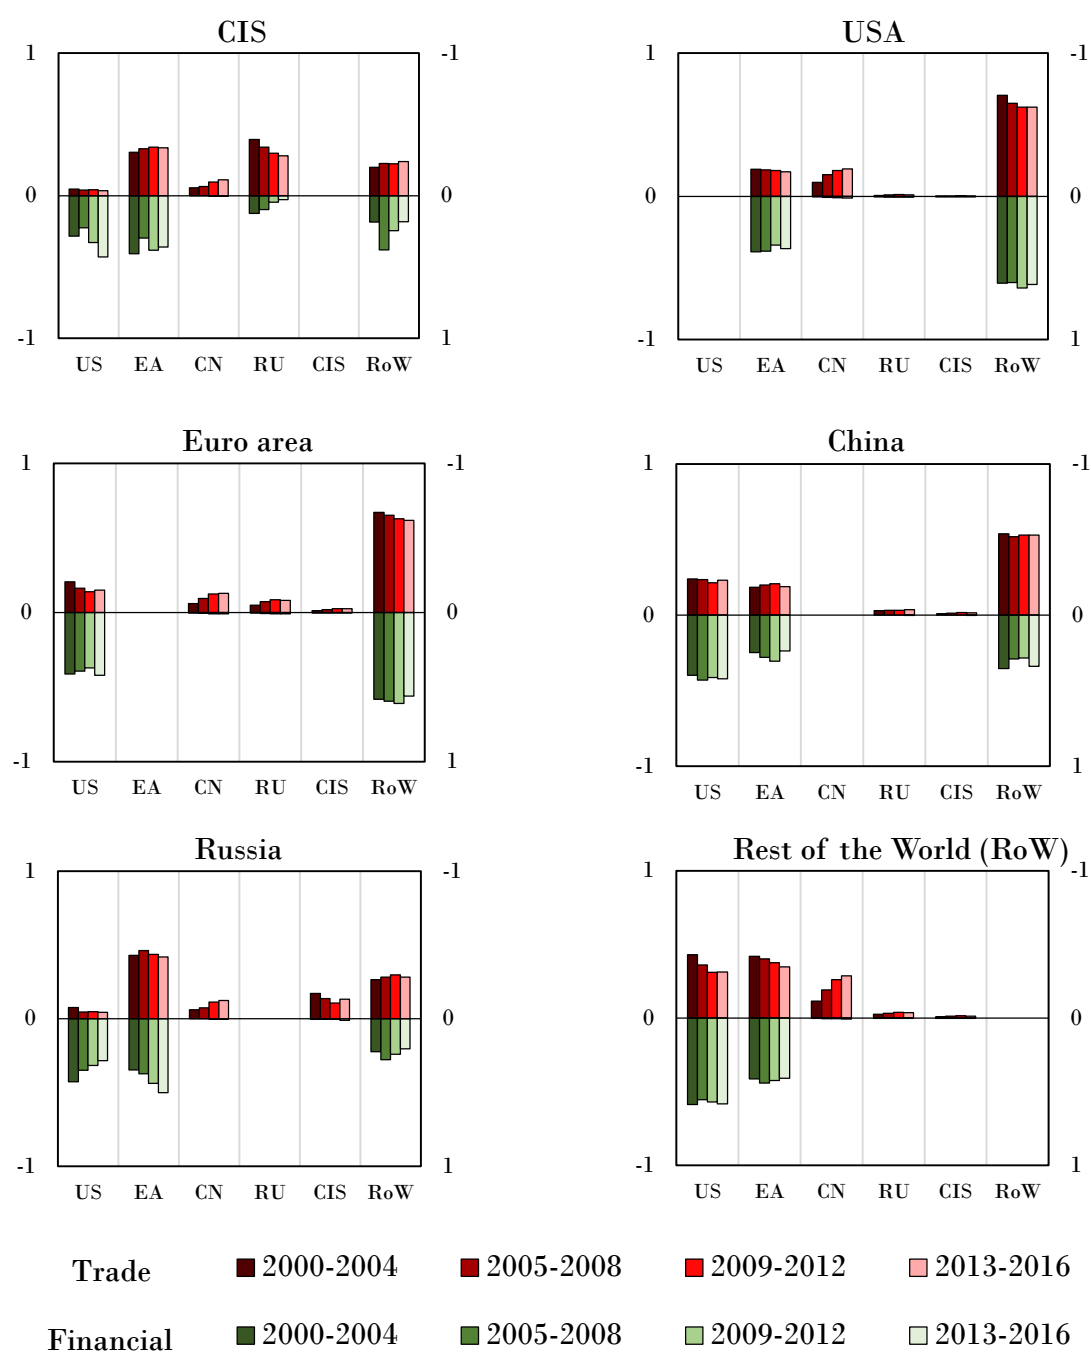 CIS
USA
1 -1 1 -1
0 0 0 0
-1 1 -1 1
US EA CN RU CIS RoW US EA CN RU CIS RoW
Euro area
China
1 -1 1 -1
0 0 0 0
-1 1 -1 1
US EA CN RU CIS RoW US EA CN RU CIS RoW
Russia
Rest of the World (RoW)
1 -1 1 -1
0 0 0 0
-1 1 -1 1
US EA CN RU CIS RoW US EA CN RU CIS RoW
Trade 2000-2004 2005-2008 2009-2012 2013-2016
Financial 2000-2004 2005-2008 2009-2012 2013-2016